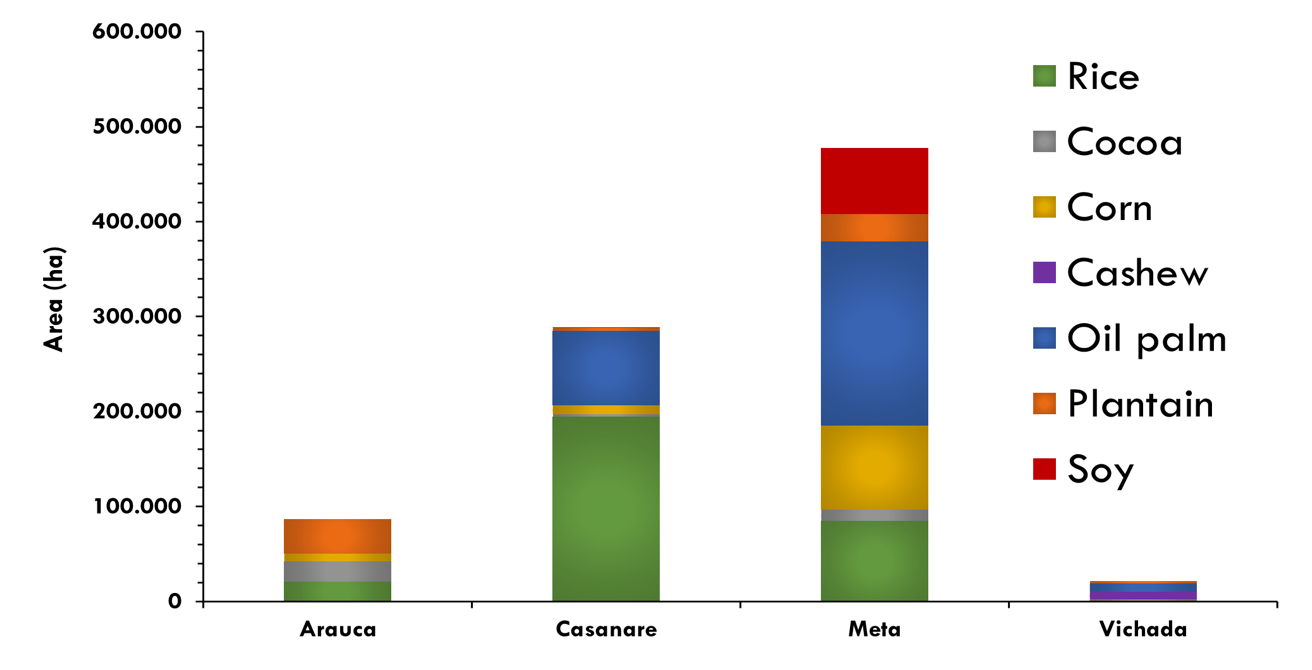 600.000
500.000
400.000
300.000
200.000
100.000
0
Area (ha)
Arauca
Casanare
Meta
Vichada
Rice
Cocoa
Corn
Cashew
Oil palm
Plantain
Soy